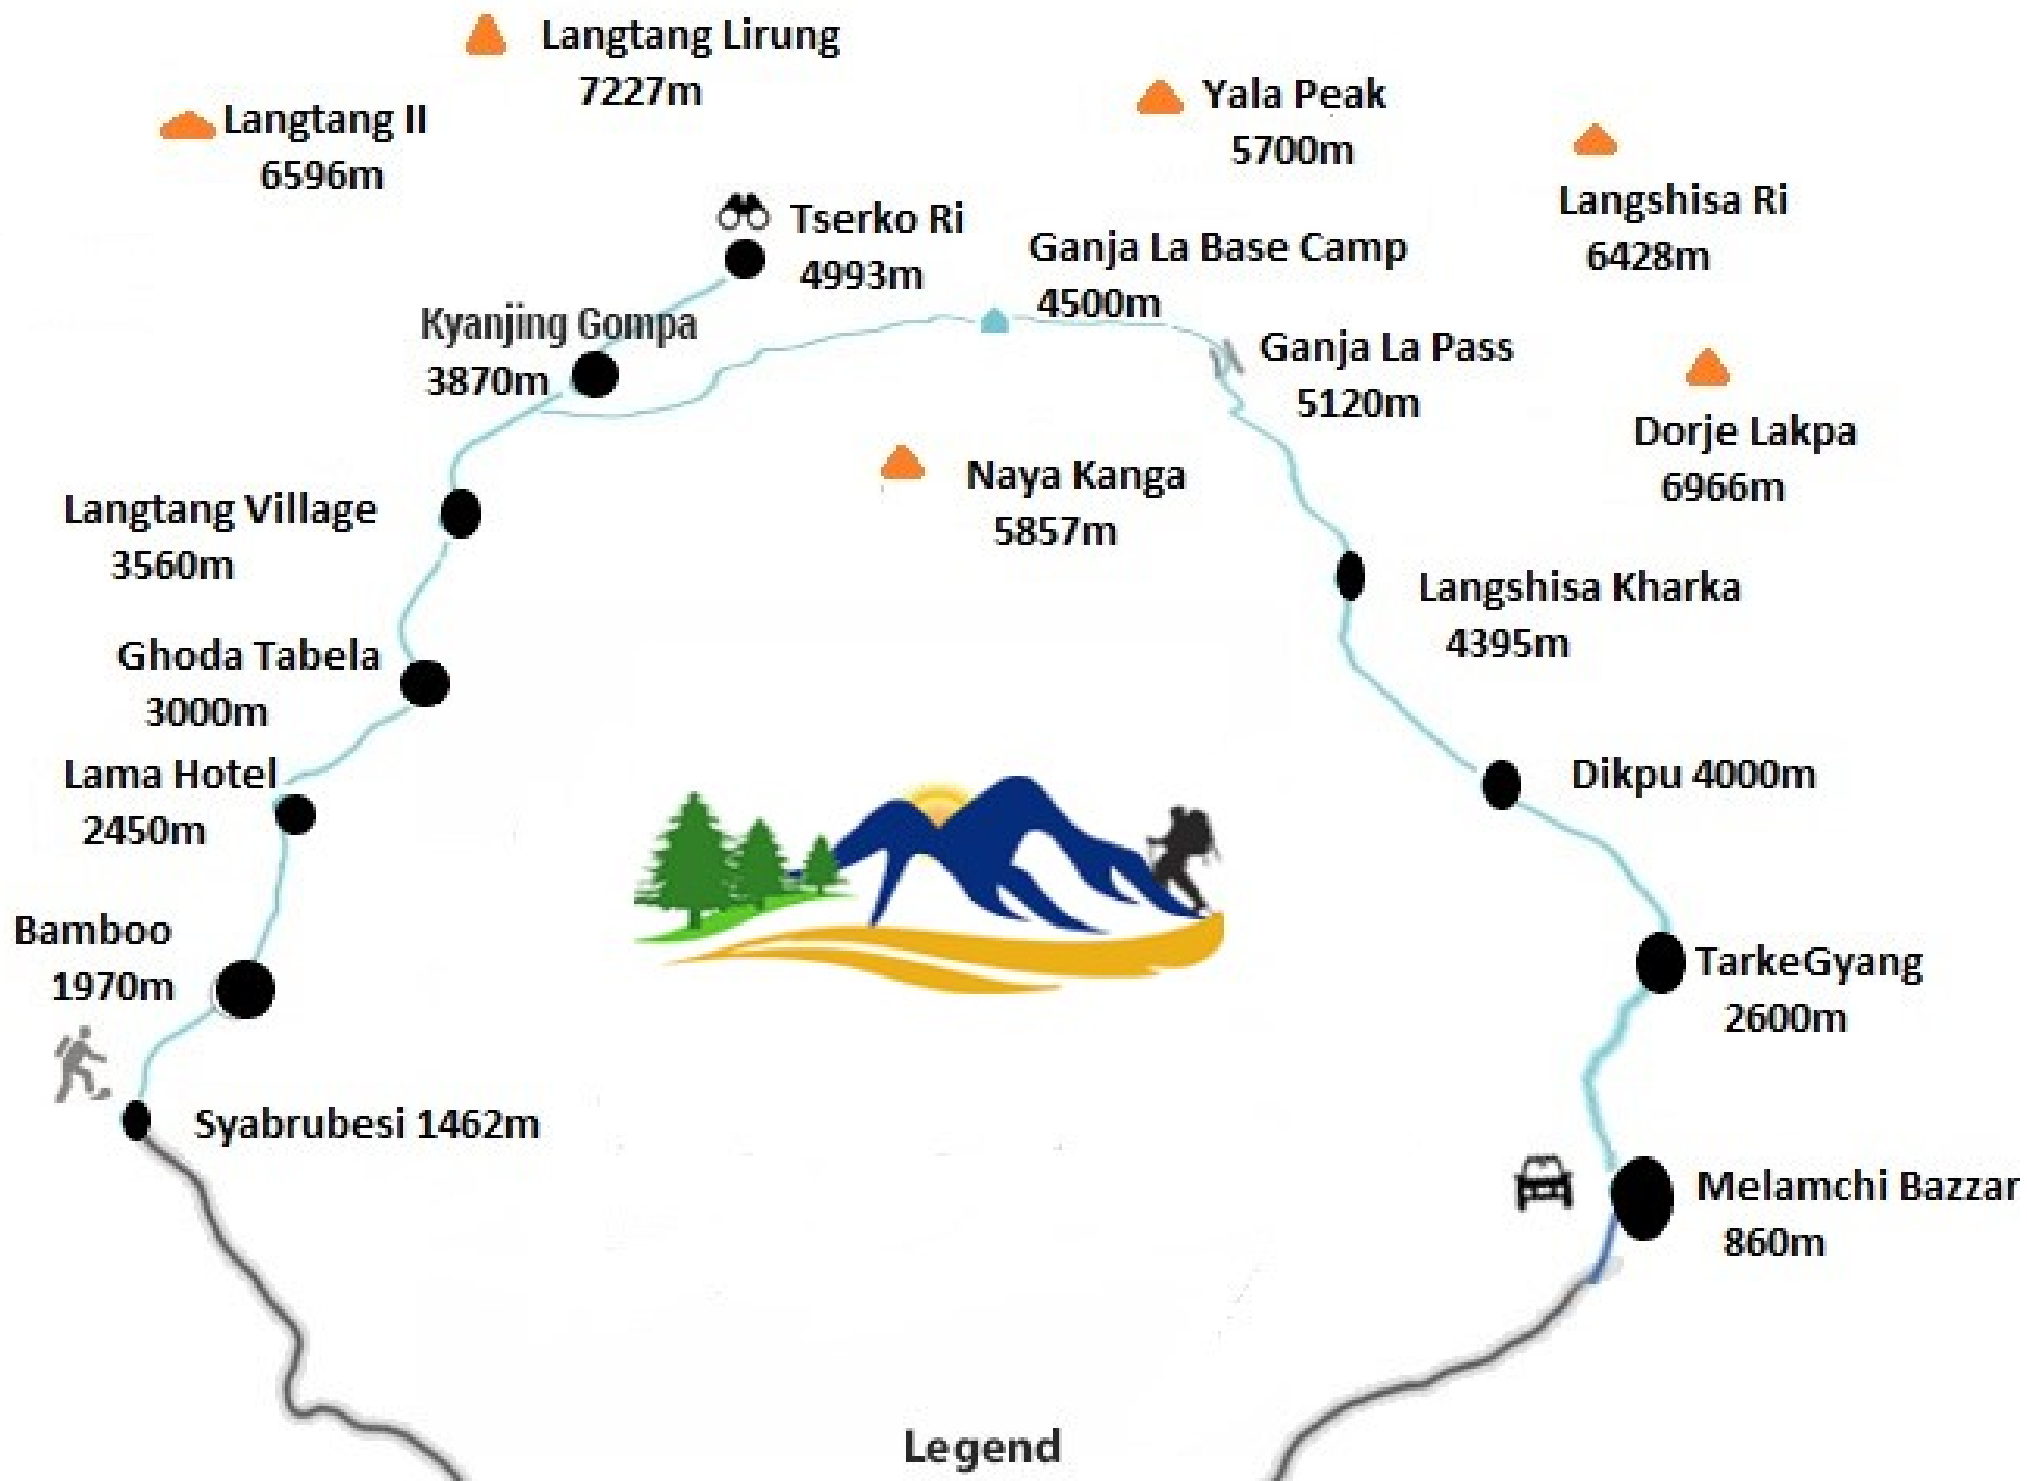 Langtang Lirung
7227m
Langtang II
6596m
Yala Peak
5700m
Langshisa Ri
6428m
Tserko Ri
4993m
Ganja La Base Camp
4500m
Kyanjing Gompa
3870m
Ganja La Pass
5120m
Dorje Lakpa
6966m
Naya Kanga
5857m
Langtang Village
3560m
Langshisa Kharka
4395m
Ghoda Tabela
3000m
Lama Hotel
2450m
Dikpu 4000m
Bamboo
1970m
TarkeGyang
2600m
Syabrubesi 1462m
Melamchi Bazzar
860m
Legend